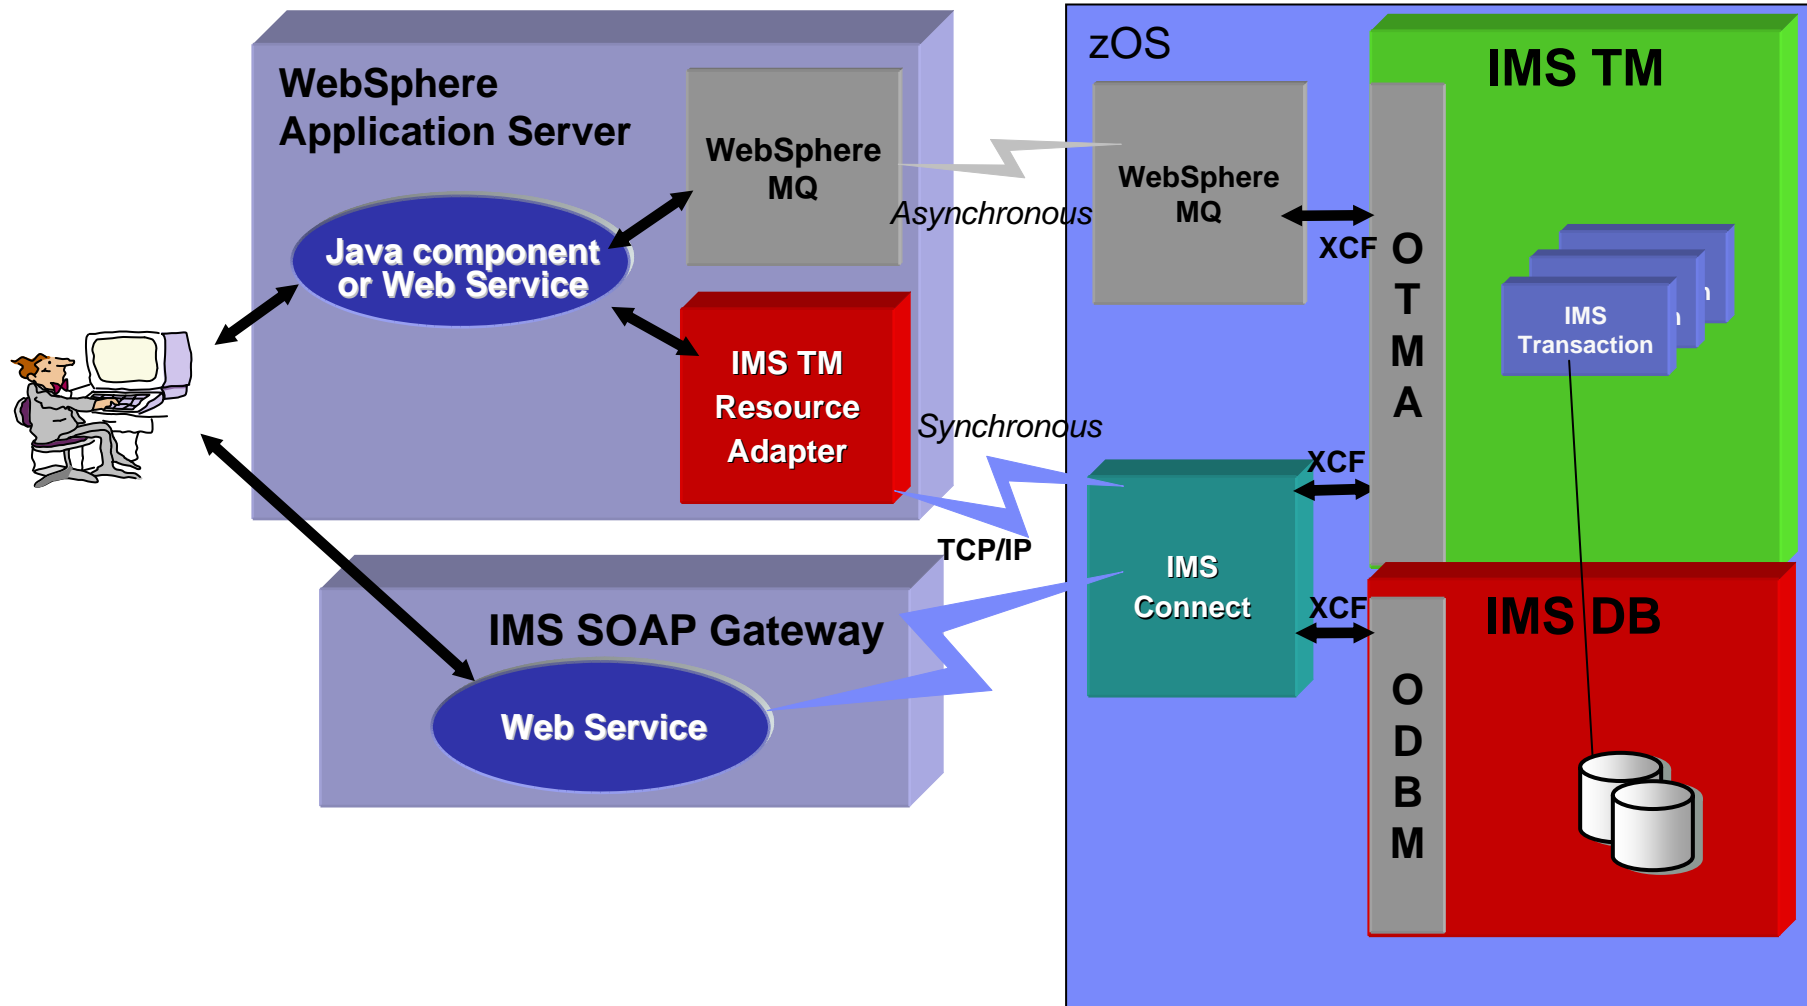 WebSphere
Application Server
WebSphere
MQ
Java component
or Web Service
IMS TM
Resource
Adapter
Asynchronous
Synchronous
TCP/IP
IMS SOAP Gateway
Web Service
zOS
WebSphere
MQ
XCF
IMS
Connect
XCF
XCF
O
T
M
A
IMS TM
IMS
Transaction
n
n
O
D
B
M
IMS DB